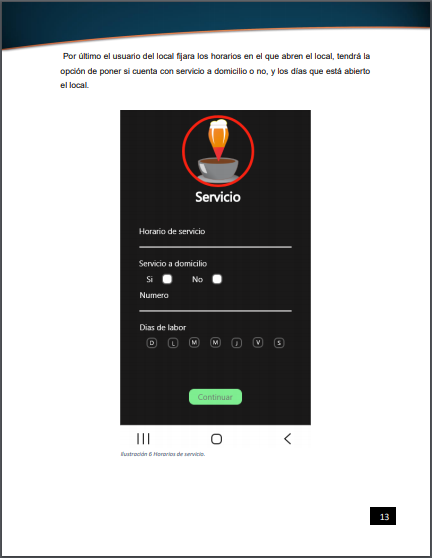 Por último el usuario del local fijara los horarios en el que abren el local, tendrá la
opción de poner si cuenta con servicio a domicilio o no, y los días que está abierto
el local.
Servicio
Horario de servicio
Servicio a domicilio
Si No
Numero
Dias de labor
D L M M J V S
Continuar
Ilustración 6 Horarios de servicio.
13